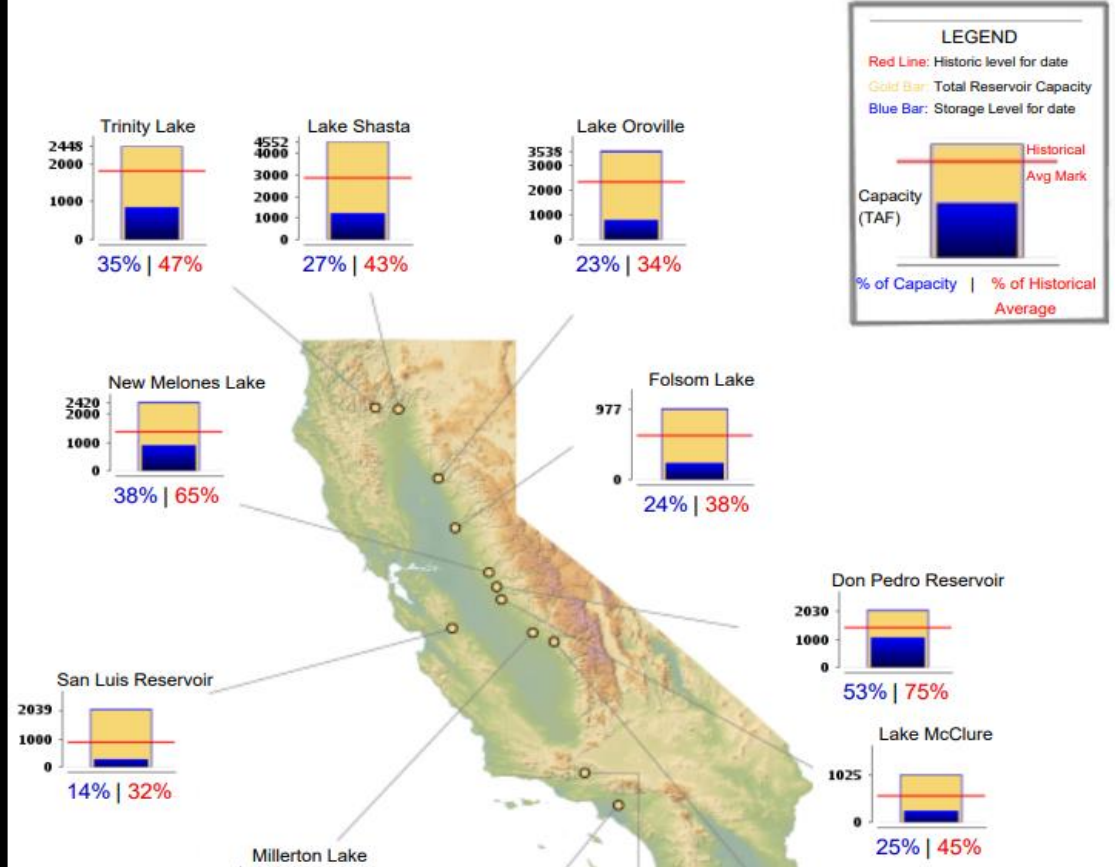 LEGEND
Red Line: Historic level for date
Gold Bar: Total Reservoir Capacity
Blue Bar: Storage Level for date
Historical
Avg Mark
Capacity
(TAF)
% of Capacity | % of Historical
Average
Trinity Lake
2448
2000
1000
0
35% | 47%
Lake Shasta
4552
4000
3000
2000
1000
0
27% | 43%
Lake Oroville
3538
3000
2000
1000
0
23% | 34%
New Melones Lake
2420
2000
1000
0
38% | 65%
Folsom Lake
977
0
24% | 38%
Don Pedro Reservoir
2030
1000
0
53% | 75%
San Luis Reservoir
2039
1000
0
14% | 32%
Lake McClure
1025
0
25% | 45%
Millerton Lake